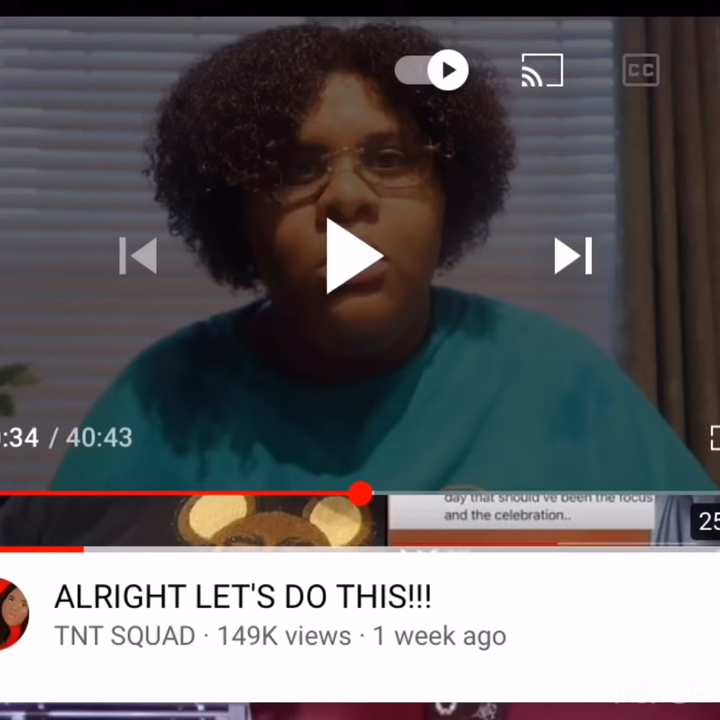 CC
:34 / 40:43
day that should've been the focus
and the celebration..
25
ALRIGHT LET'S DO THIS!!!
TNT SQUAD · 149K views · 1 week ago